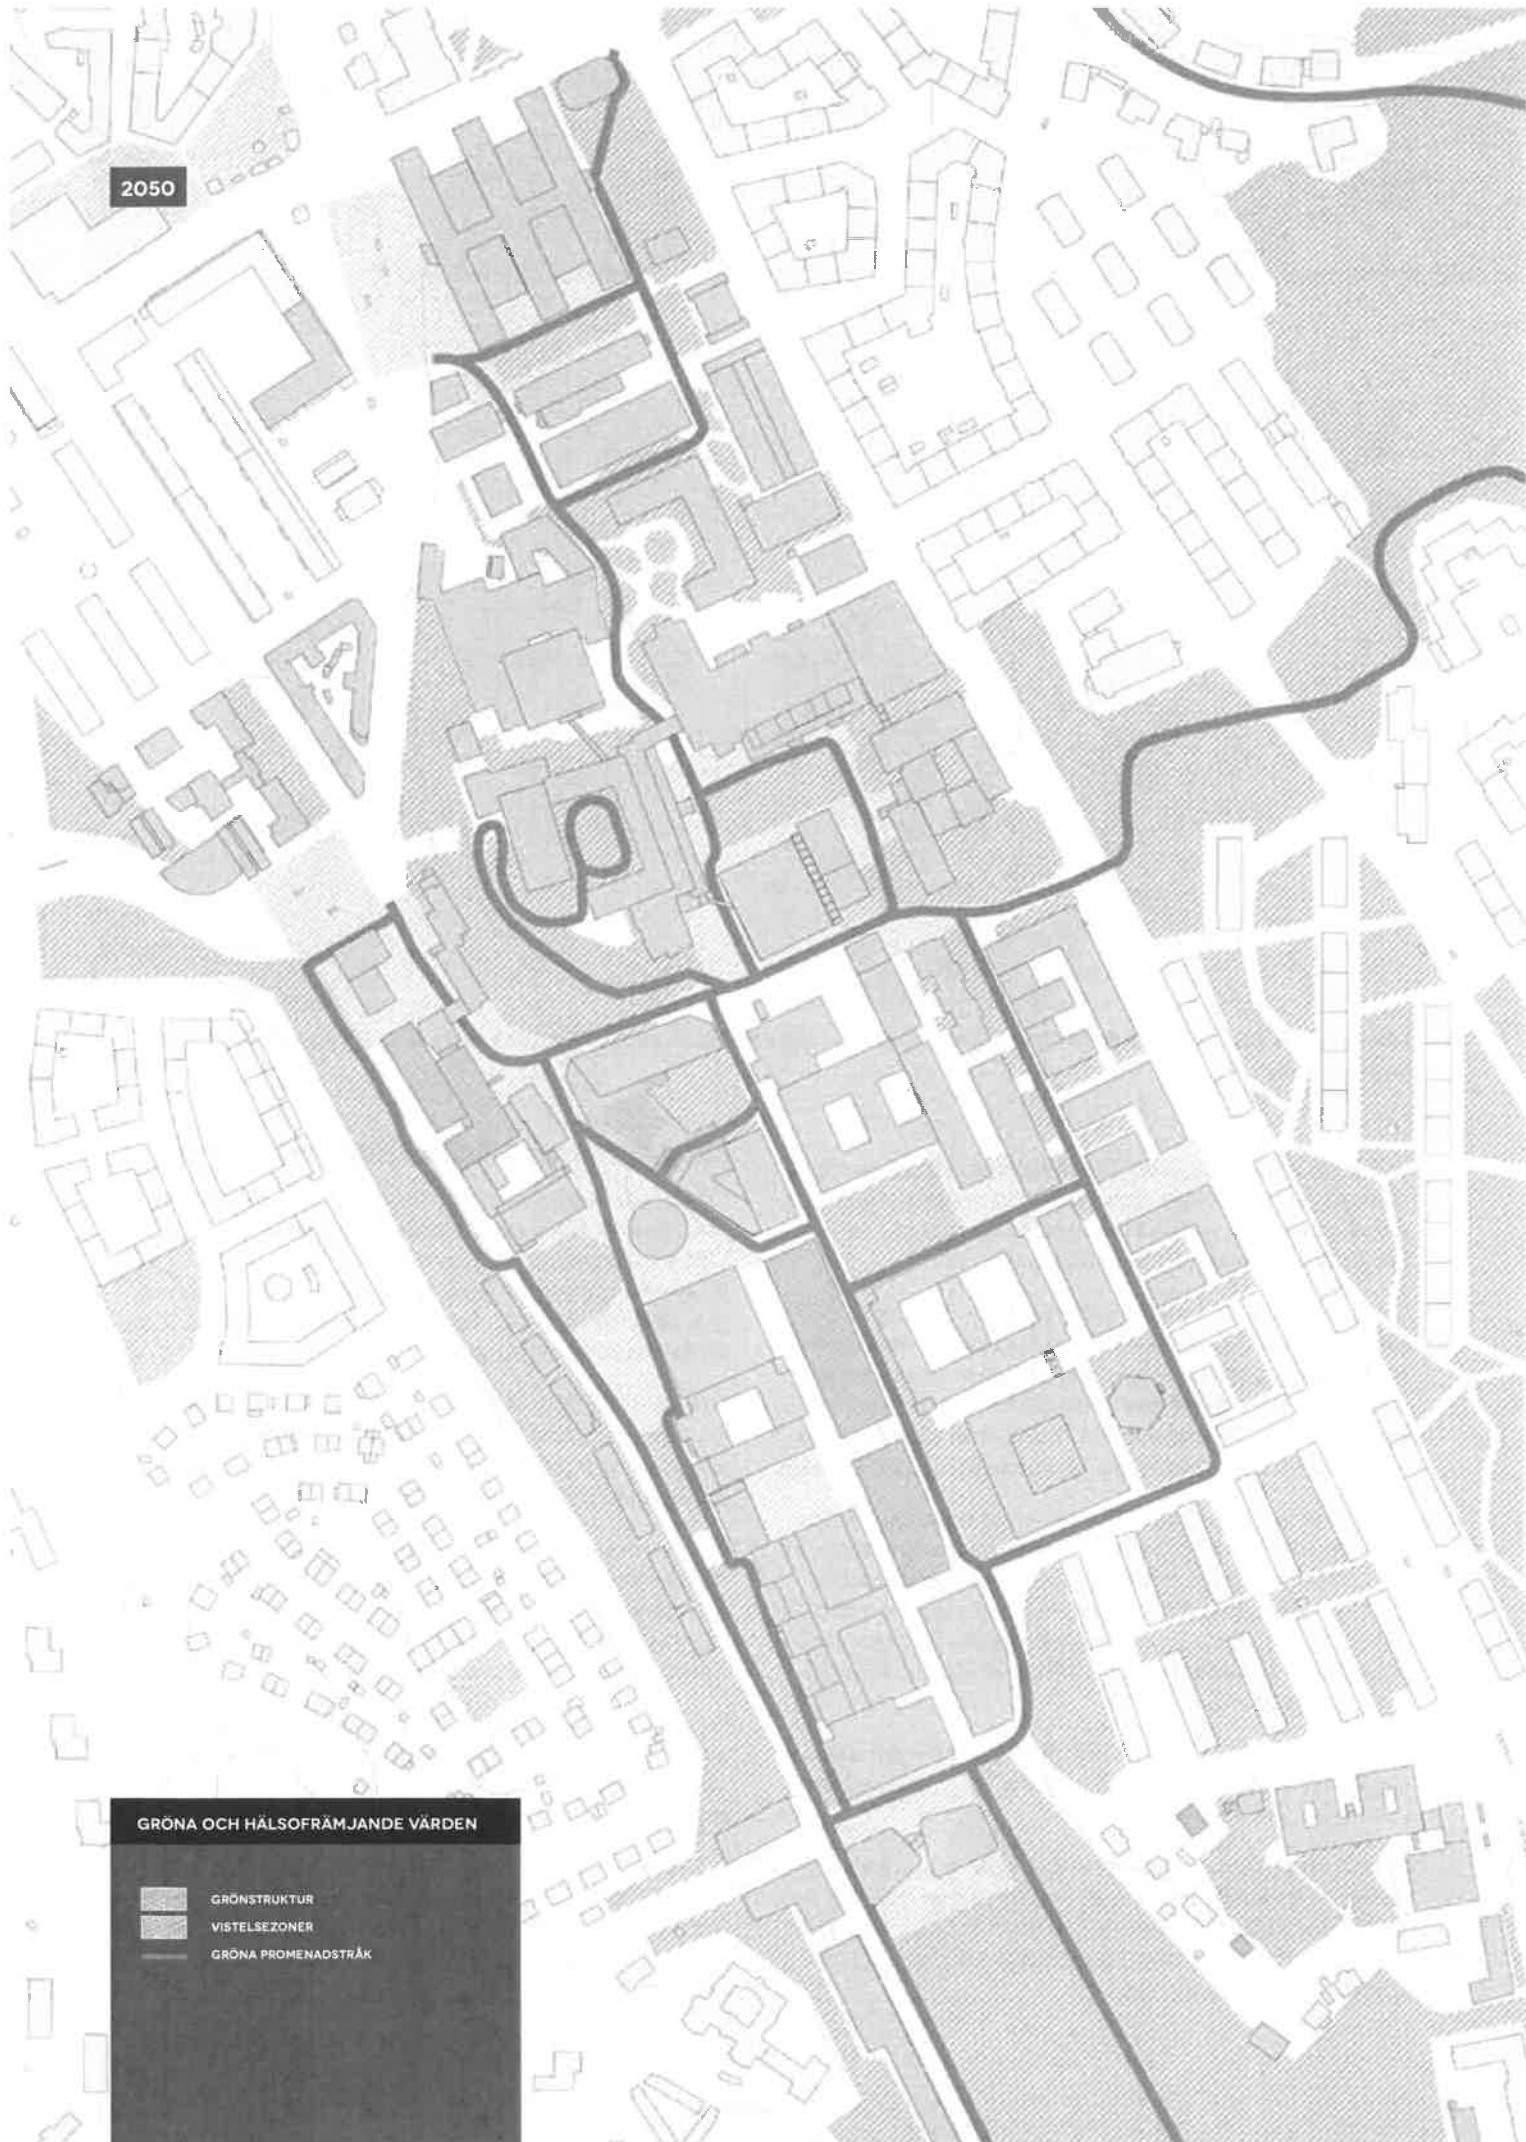 2050
GRÖNA OCH HÄLSOFRÄMJANDE VÄRDEN
GRÖNSTRUKTUR
VISTELSEZONER
GRÖNA PROMENADSTRÅK